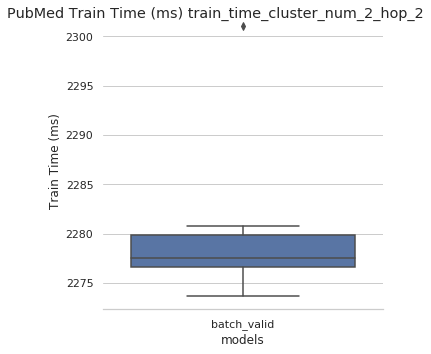 PubMed Train Time (ms) train_time_cluster_num_2_hop_2
2300
2295
2290
2285
2280
2275
Train Time (ms)
batch_valid
models